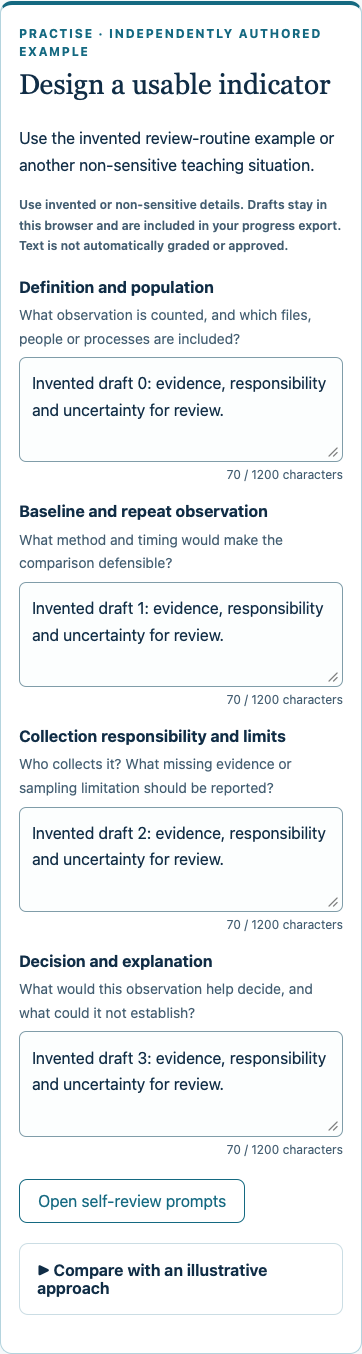 PRACTISE · INDEPENDENTLY AUTHORED
EXAMPLE
Design a usable indicator
Use the invented review-routine example or
another non-sensitive teaching situation.
Use invented or non-sensitive details. Drafts stay in
this browser and are included in your progress export.
Text is not automatically graded or approved.
Definition and population
What observation is counted, and which files,
people or processes are included?
Invented draft 0: evidence, responsibility
and uncertainty for review.
70 / 1200 characters
Baseline and repeat observation
What method and timing would make the
comparison defensible?
Invented draft 1: evidence, responsibility
and uncertainty for review.
70 / 1200 characters
Collection responsibility and limits
Who collects it? What missing evidence or
sampling limitation should be reported?
Invented draft 2: evidence, responsibility
and uncertainty for review.
70 / 1200 characters
Decision and explanation
What would this observation help decide, and
what could it not establish?
Invented draft 3: evidence, responsibility
and uncertainty for review.
70 / 1200 characters
Open self-review prompts
Compare with an illustrative
approach